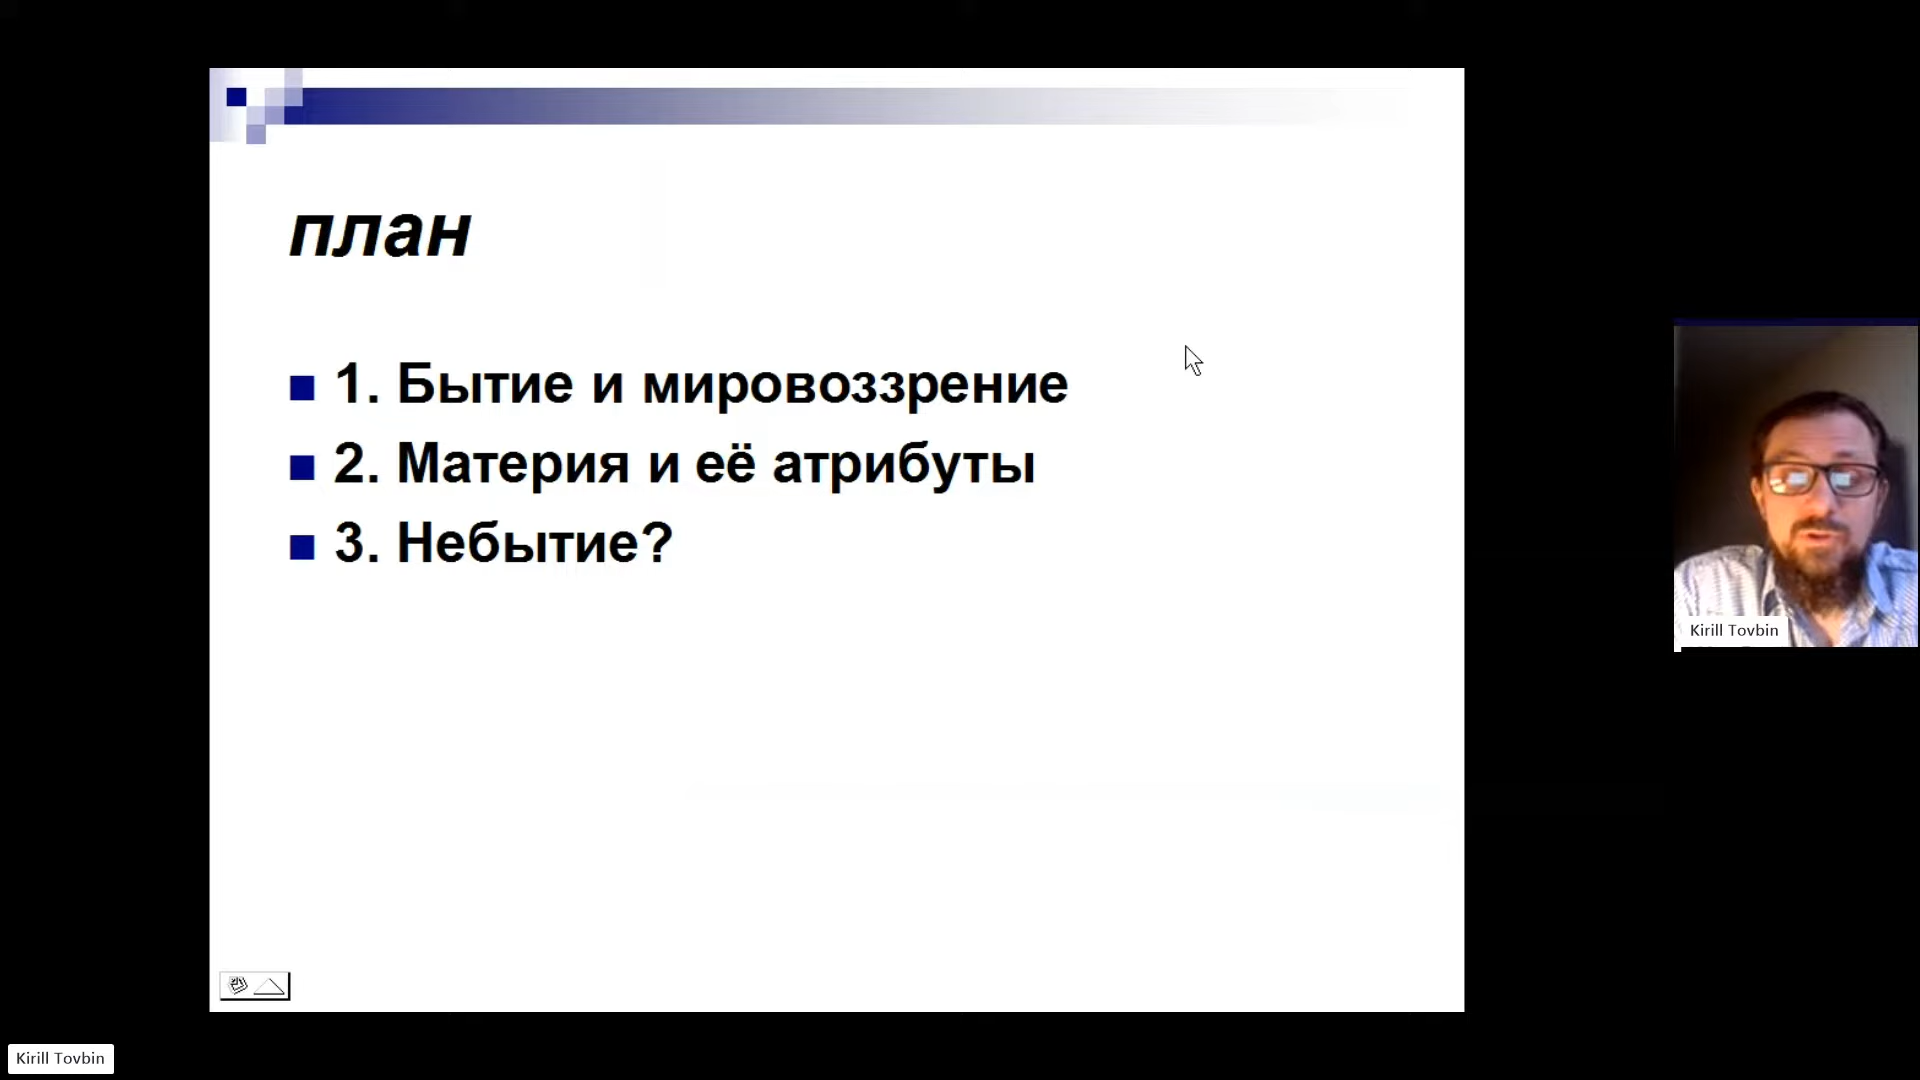 план
1. Бытие и мировоззрение
2. Материя и её атрибуты
3. Небытие?
Kirill Tovbin
Kirill Tovbin